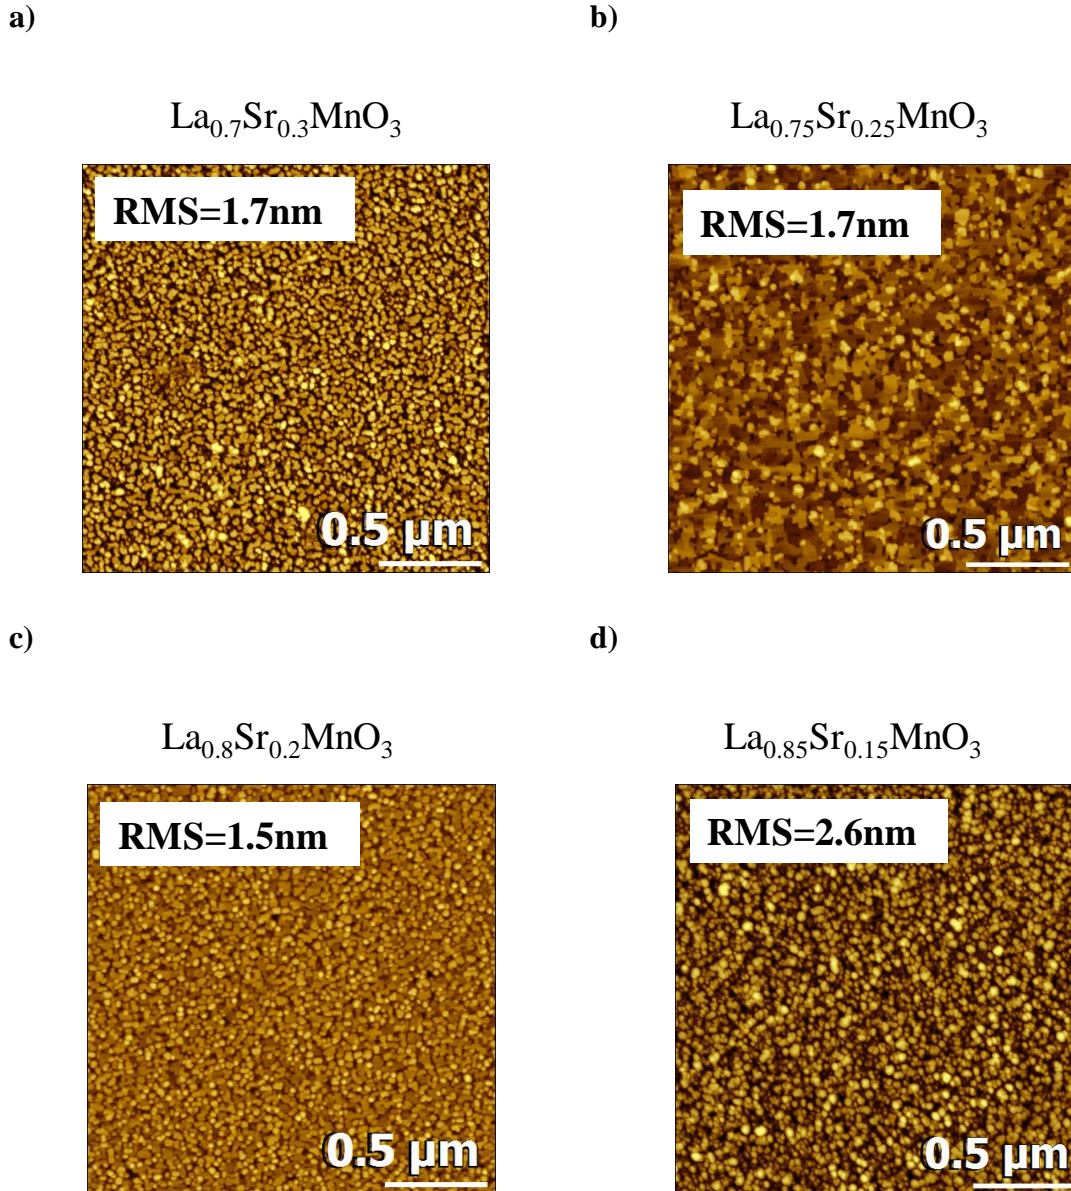 a)
b)
La₀.₇Sr₀.₃MnO₃
La₀.₇₅Sr₀.₂₅MnO₃
RMS=1.7nm
RMS=1.7nm
0.5 µm
0.5 µm
c)
d)
La₀.₈Sr₀.₂MnO₃
La₀.₈₅Sr₀.₁₅MnO₃
RMS=1.5nm
RMS=2.6nm
0.5 µm
0.5 µm